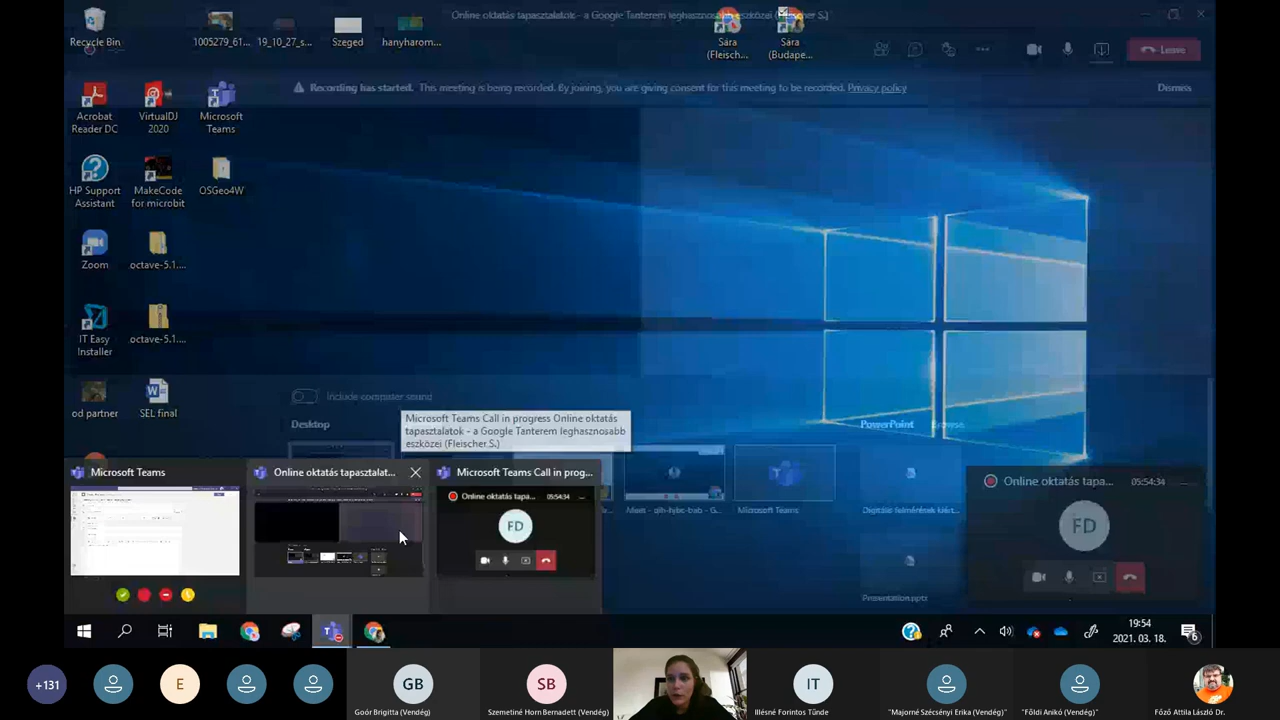 Online oktatás tapasztalatok - a Google Tanterem leghasznosabb eszközei (Fleischer S.)
Recycle Bin
1005279_61...
19_10_27_s...
Szeged
hanyharom...
Sára
(Fleisch...
Sára
(Budape...
Leave
Recording has started. This meeting is being recorded. By joining, you are giving consent for this meeting to be recorded. Privacy policy
Dismiss
Acrobat
Reader DC
VirtualDJ
2020
Microsoft
Teams
HP Support
Assistant
MakeCode
for microbit
OSGeo4W
Zoom
octave-5.1....
IT Easy
Installer
octave-5.1....
od partner
W
SEL final
Include computer sound
Desktop
PowerPoint
Browse
Microsoft Teams Call in progress Online oktatás
tapasztalatok - a Google Tanterem leghasznosabb
eszközei (Fleischer S.)
Microsoft Teams
Online oktatás tapasztalat...
Microsoft Teams Call in prog...
Online oktatás tapa...
05:54:34
FD
Online oktatás tapa...
05:54:34
FD
Microsoft Teams
Presentation.pptx
19:54
2021. 03. 18.
6
+131
E
GB
Goór Brigitta (Vendég)
SB
Szemetiné Horn Bernadett (Vendég)
IT
Illésné Forintos Tünde
"Majorné Szécsényi Erika (Vendég)"
"Földi Anikó (Vendég)"
Főző Attila László Dr.